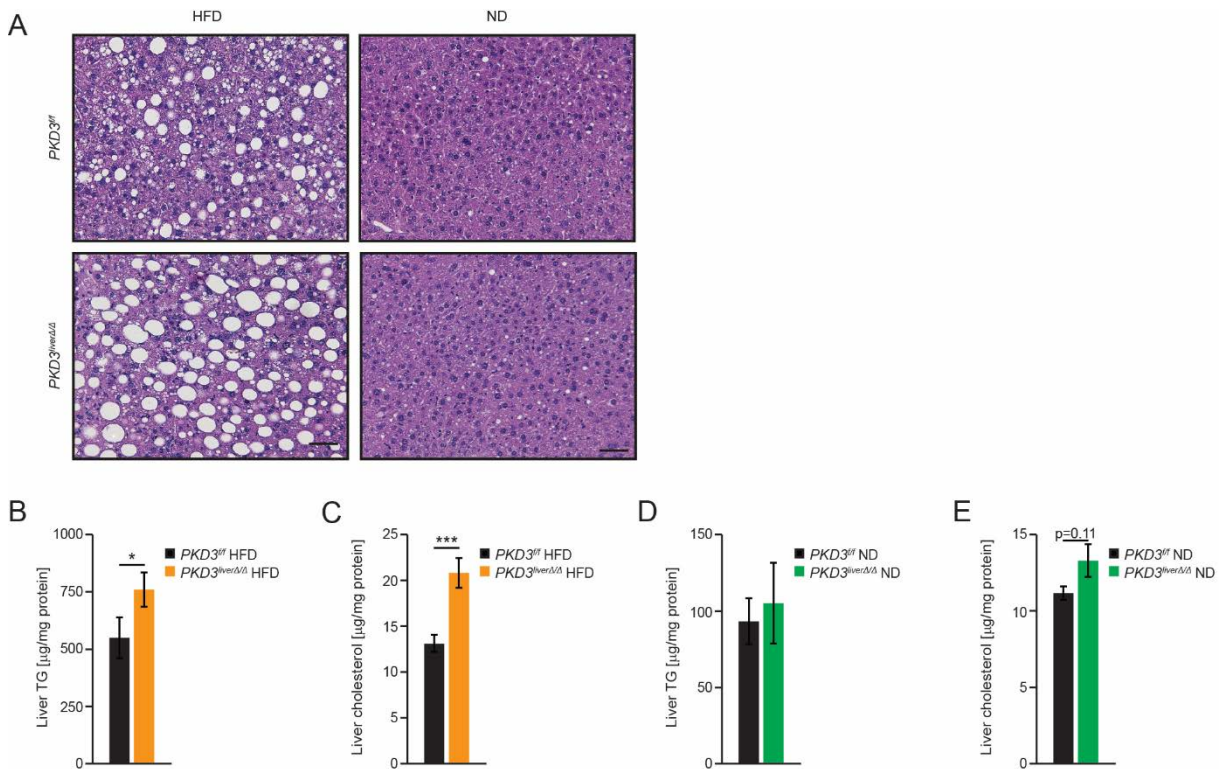 A
HFD
ND
PKD3f/f
PKD3liverΔ/Δ
B
Liver TG [µg/mg protein]
1000
750
500
250
0
*
PKD3f/f HFD
PKD3liverΔ/Δ HFD
C
Liver cholesterol [µg/mg protein]
25
20
15
10
5
0
***
PKD3f/f HFD
PKD3liverΔ/Δ HFD
D
Liver TG [µg/mg protein]
150
100
50
0
PKD3f/f ND
PKD3liverΔ/Δ ND
E
Liver cholesterol [µg/mg protein]
15
10
5
0
p=0.11
PKD3f/f ND
PKD3liverΔ/Δ ND